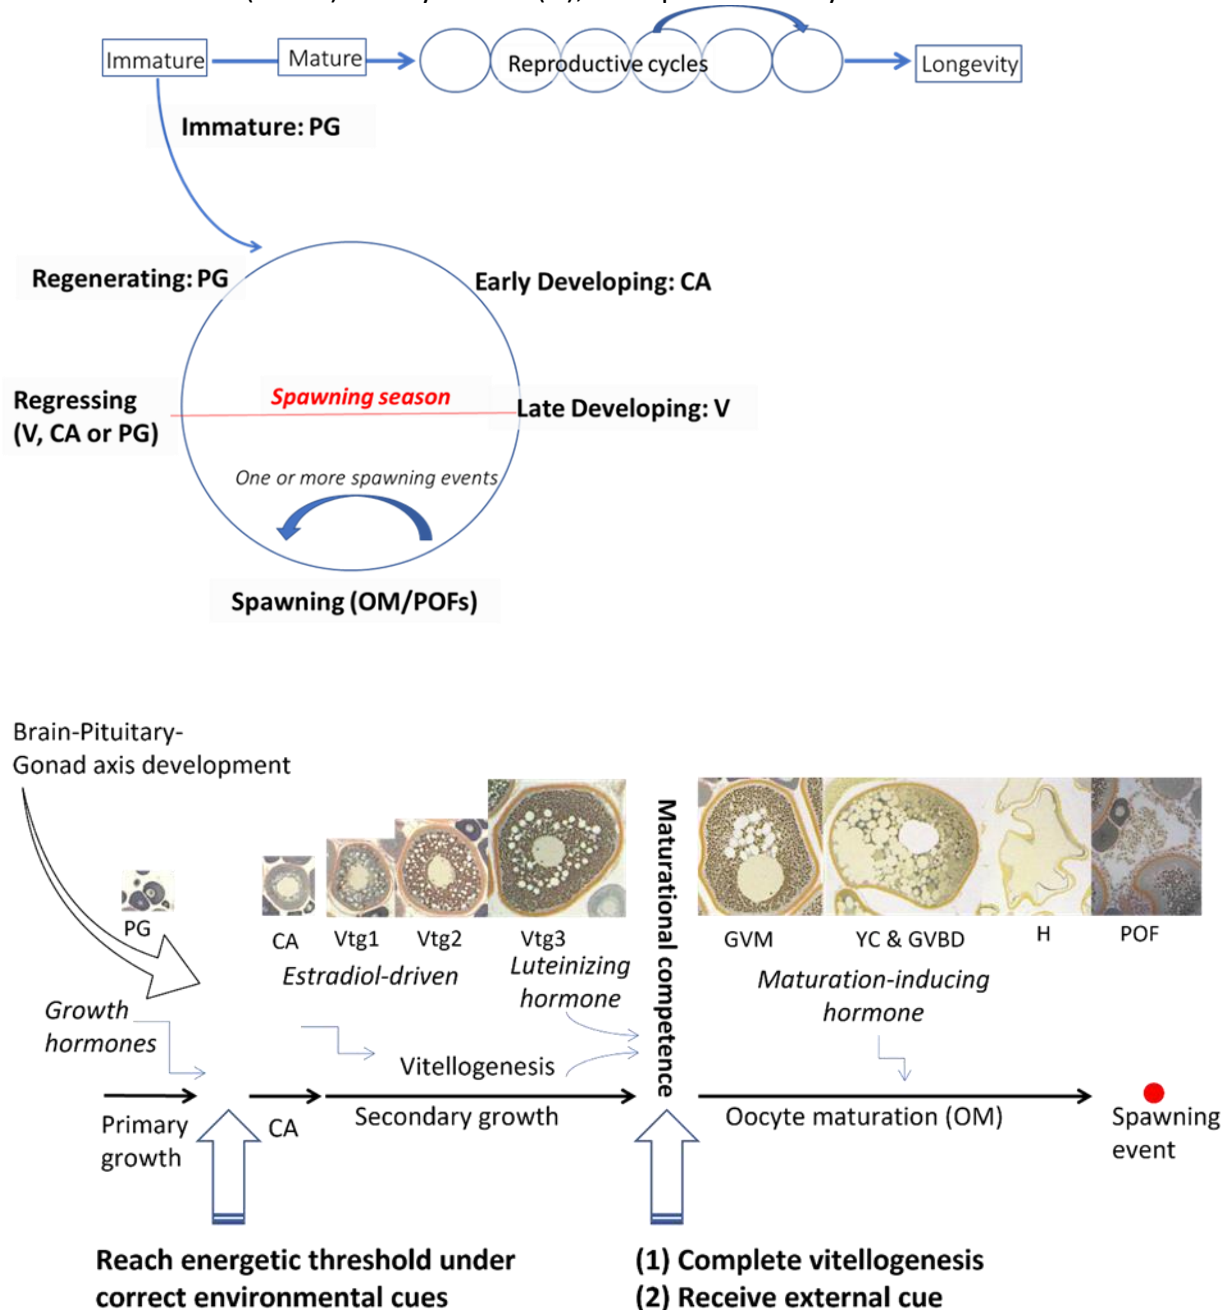 Immature
Mature
Reproductive cycles
Longevity
Immature: PG
Regenerating: PG
Early Developing: CA
Regressing
(V, CA or PG)
Spawning season
Late Developing: V
One or more spawning events
Spawning (OM/POFs)
Brain-Pituitary-
Gonad axis development
PG
CA
Vtg1
Vtg2
Vtg3
Maturational competence
GVM
YC & GVBD
H
POF
Estradiol-driven
Luteinizing
hormone
Maturation-inducing
hormone
Growth
hormones
Vitellogenesis
Primary
growth
CA
Secondary growth
Oocyte maturation (OM)
Spawning
event
Reach energetic threshold under
correct environmental cues
(1) Complete vitellogenesis
(2) Receive external cue